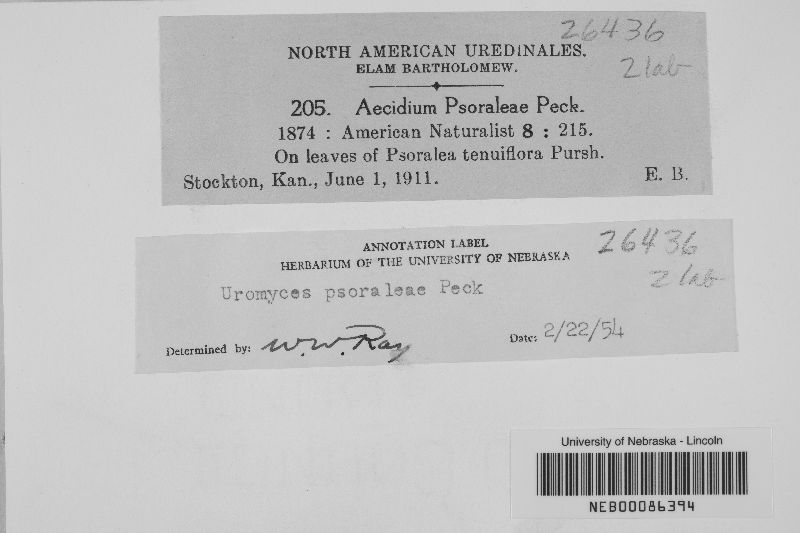 26436
2 lab
NORTH AMERICAN UREDINALES.
ELAM BARTHOLOMEW.
205. Aecidium Psoraleae Peck.
1874 : American Naturalist 8 : 215.
On leaves of Psoralea tenuiflora Pursh.
Stockton, Kan., June 1, 1911. E. B.
26436
2 lab
ANNOTATION LABEL
HERBARIUM OF THE UNIVERSITY OF NEBRASKA
Uromyces psoraleae Peck
Determined by: W.W. Ray Date: 2/22/54
University of Nebraska - Lincoln
NEB00086394